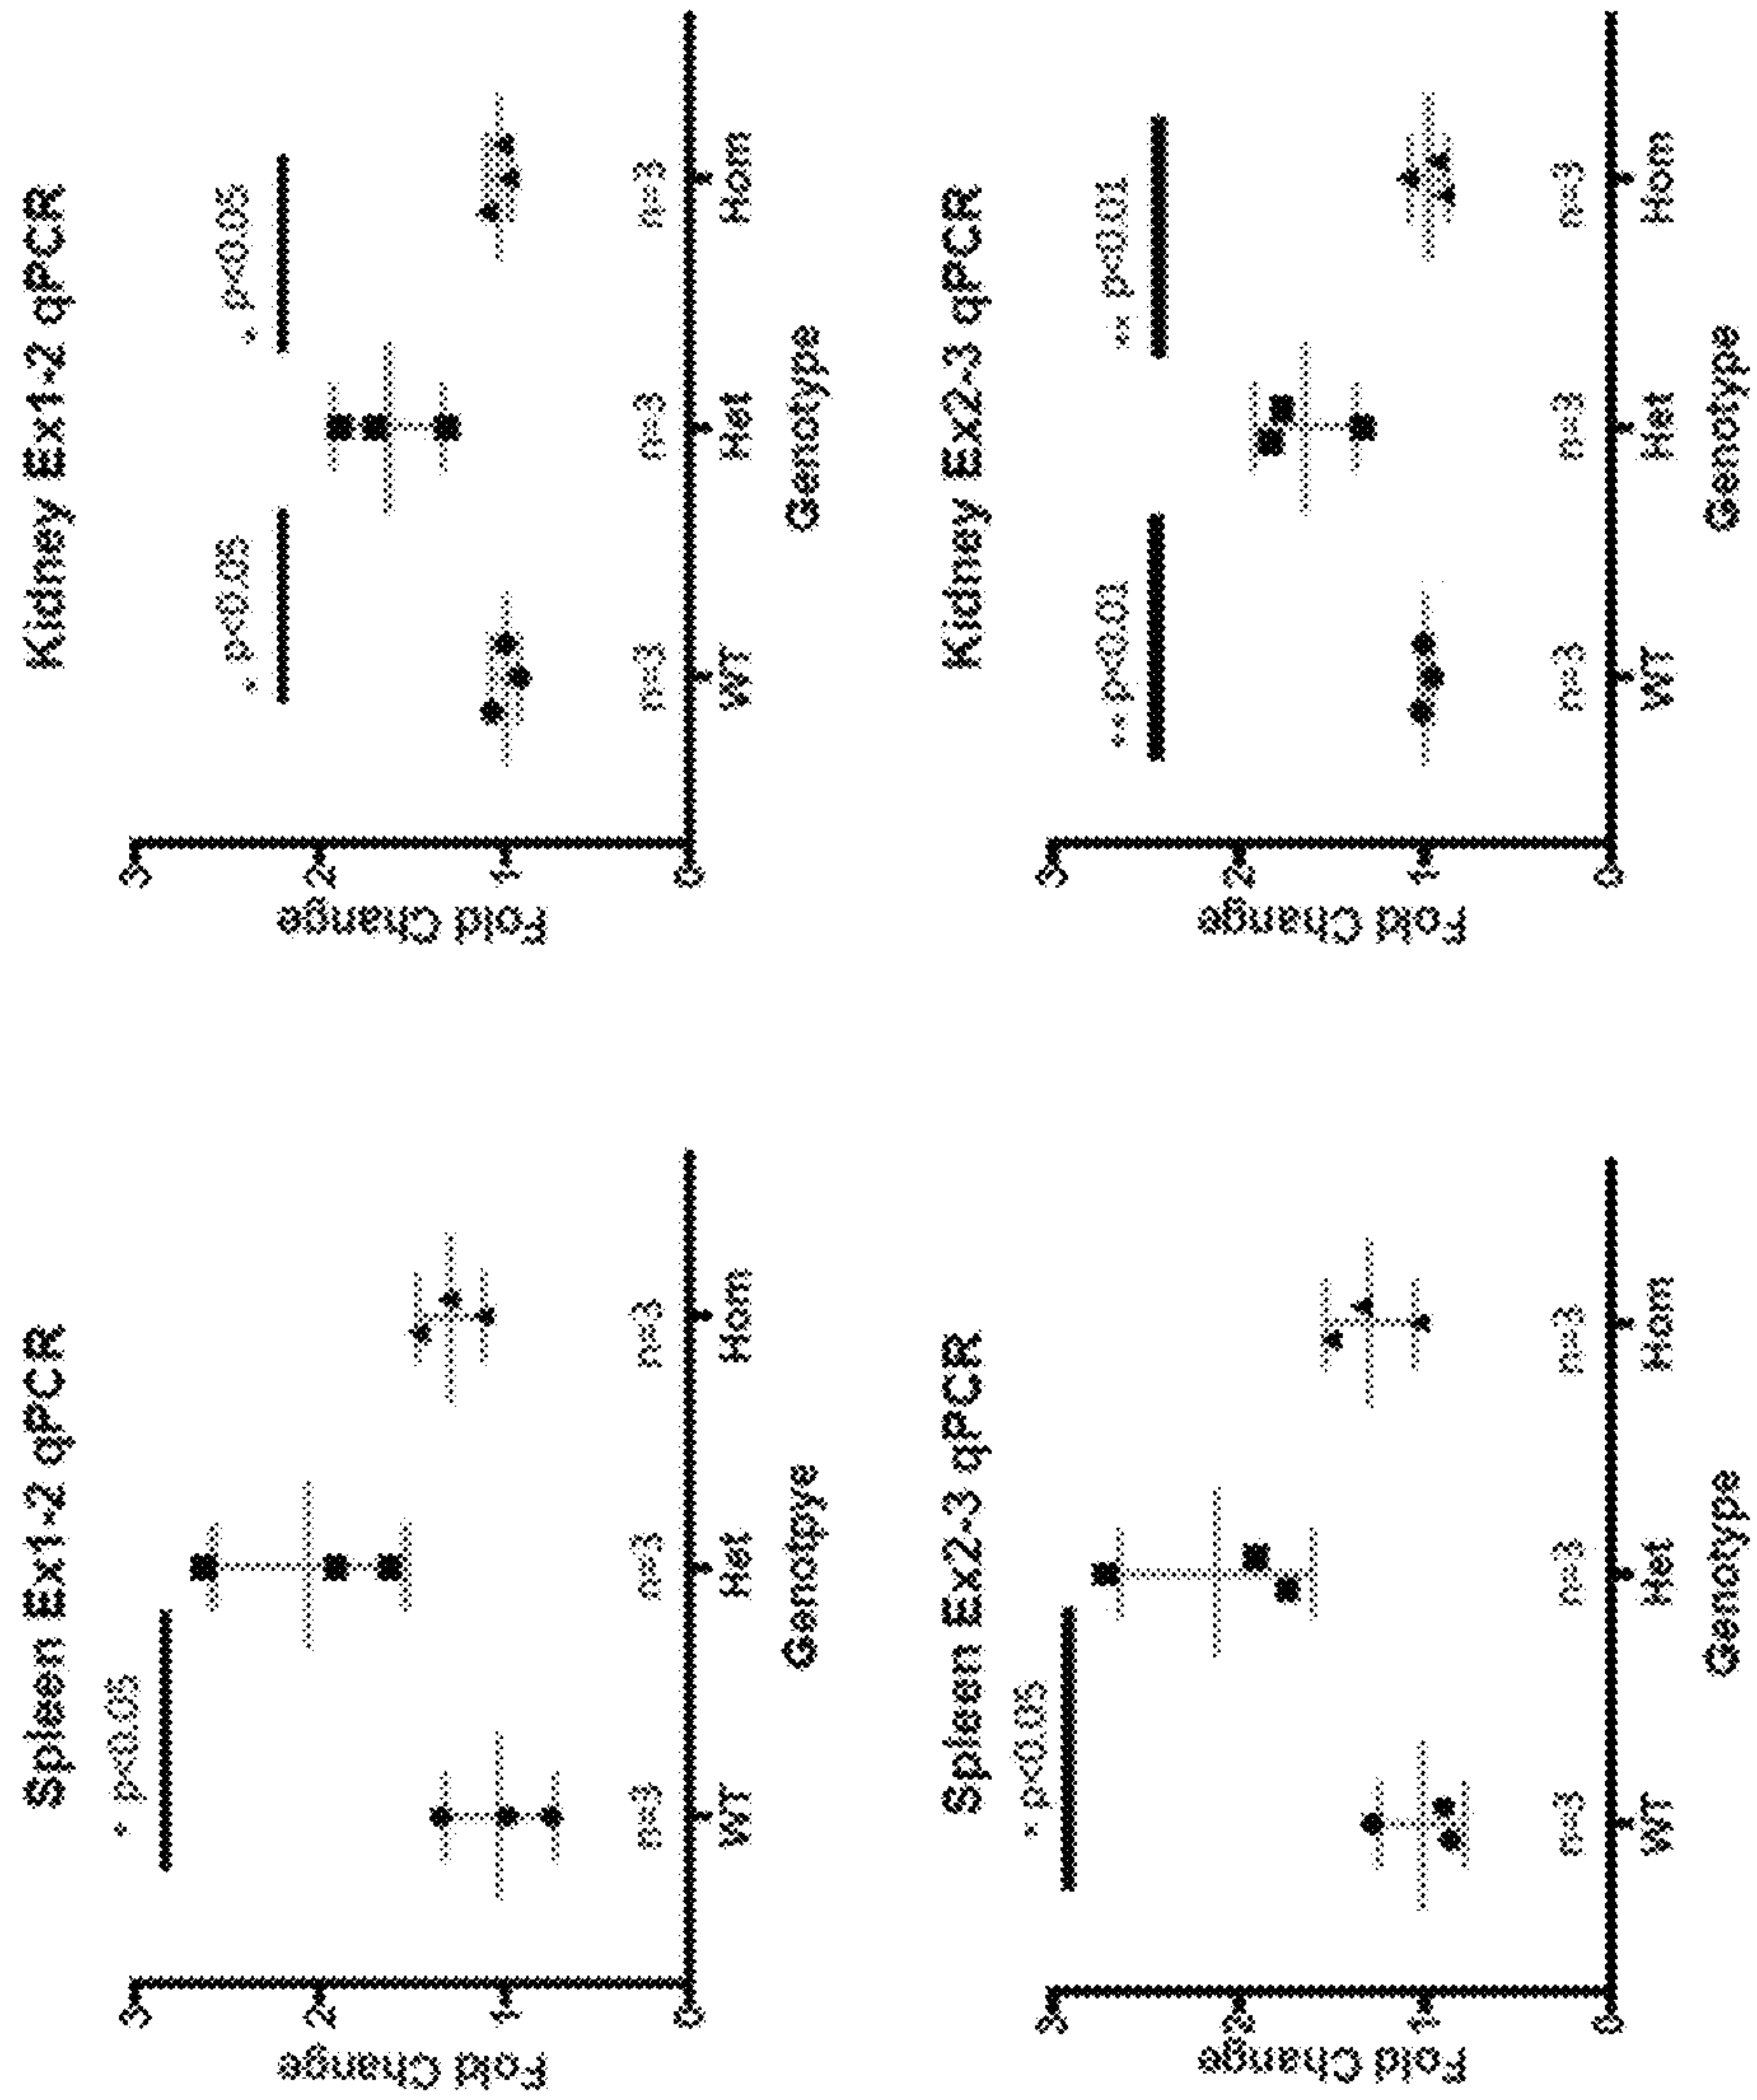 Spleen Ex1-2 qPCR
* p<0.05
Fold Change
3
2
1
0
n=3
n=3
n=3
WT
Het
Hom
Genotpye
Kidney Ex1-2 qPCR
* p<0.05
* p<0.05
Fold Change
3
2
1
0
n=3
n=3
n=3
WT
Het
Hom
Genotype
Spleen Ex2-3 qPCR
* p<0.05
Fold Change
3
2
1
0
n=3
n=3
n=3
WT
Het
Hom
Genotype
Kidney Ex2-3 qPCR
** p<0.01
** p<0.01
Fold Change
3
2
1
0
n=3
n=3
n=3
WT
Het
Hom
Genotype